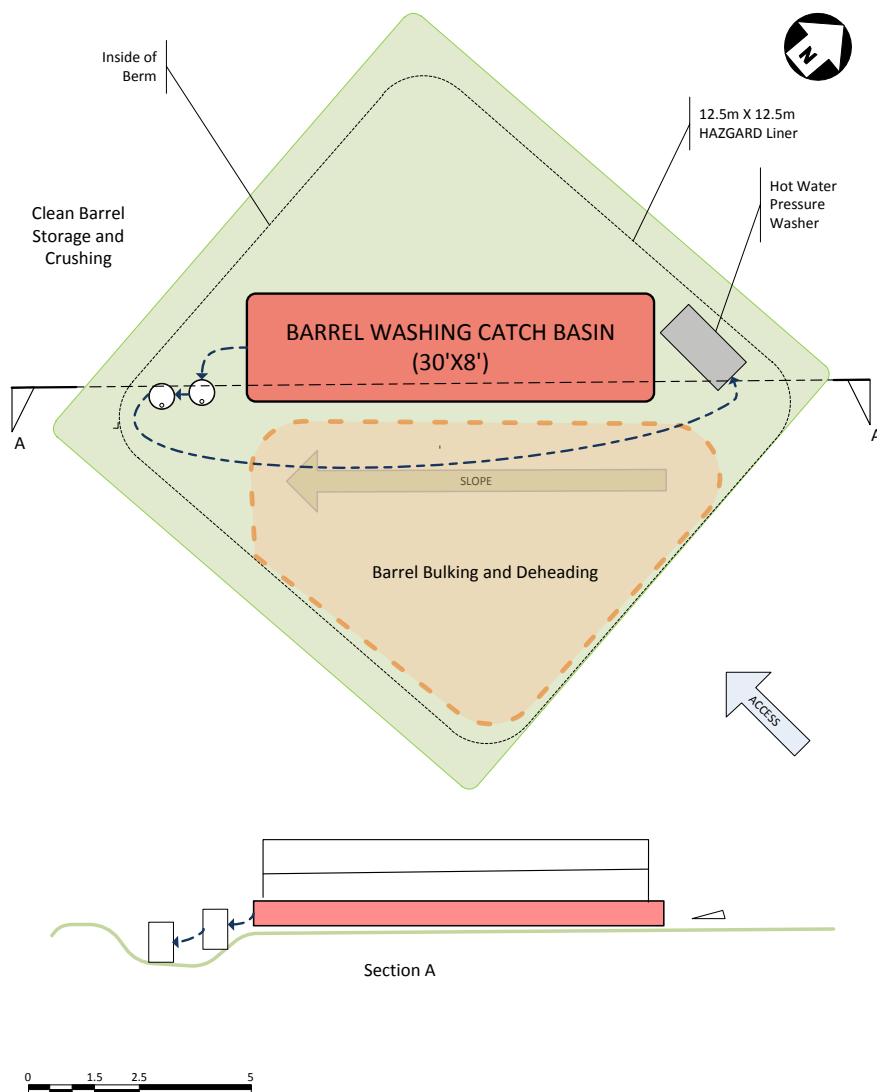 Inside of
Berm
N
12.5m X 12.5m
HAZGARD Liner
Hot Water
Pressure
Washer
Clean Barrel
Storage and
Crushing
BARREL WASHING CATCH BASIN
(30'X8')
A
A
SLOPE
Barrel Bulking and Deheading
ACCESS
Section A
0 1.5 2.5 5